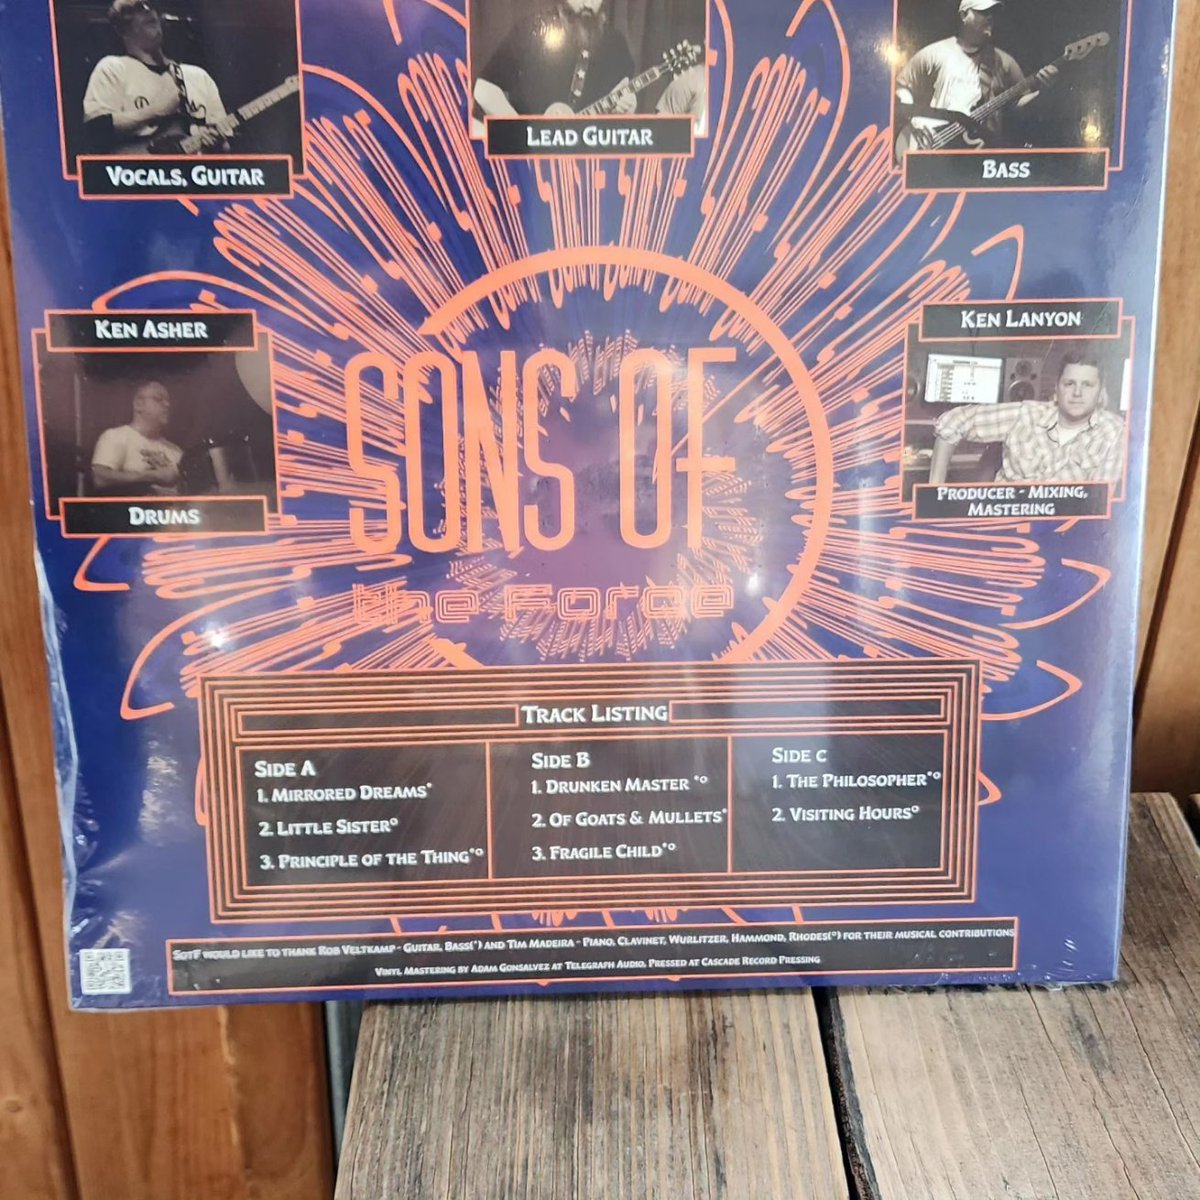 Vocals, Guitar
Lead Guitar
Bass
Ken Asher
Drums
Ken Lanyon
Producer - Mixing,
Mastering
SONS OF
the Force
Track Listing
Side A
1. Mirrored Dreams*
2. Little Sister°
3. Principle of the Thing*°
Side B
1. Drunken Master *°
2. Of Goats & Mullets*
3. Fragile Child*°
Side C
1. The Philosopher*°
2. Visiting Hours°
SotF would like to thank Rob Veltkamp - Guitar, Bass(*) and Tim Madeira - Piano, Clavinet, Wurlitzer, Hammond, Rhodes(°) for their musical contributions
Vinyl Mastering by Adam Gonsalvez at Telegraph Audio, Pressed at Cascade Record Pressing